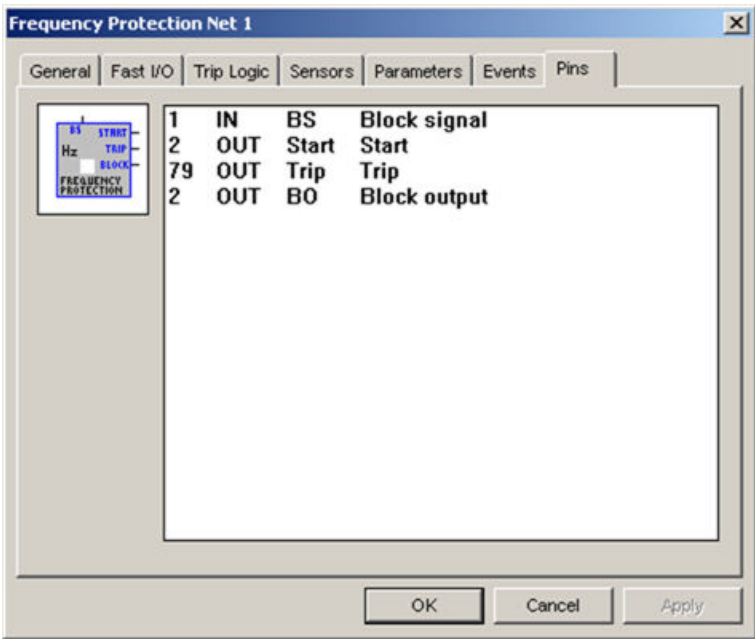 Frequency Protection Net 1
General Fast I/O Trip Logic Sensors Parameters Events Pins
BS START
Hz TRIP
BLOCK
FREQUENCY
PROTECTION
1 IN BS Block signal
2 OUT Start Start
79 OUT Trip Trip
2 OUT BO Block output
OK Cancel Apply